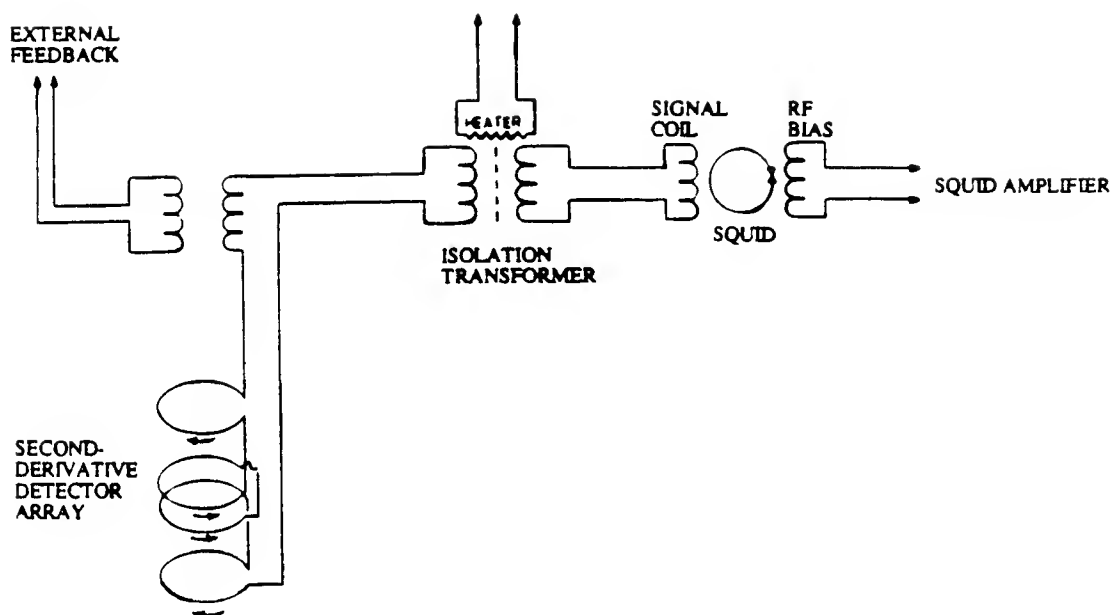 EXTERNAL
FEEDBACK
HEATER
SIGNAL
COIL
RF
BIAS
SQUID AMPLIFIER
SQUID
ISOLATION
TRANSFORMER
SECOND-
DERIVATIVE
DETECTOR
ARRAY